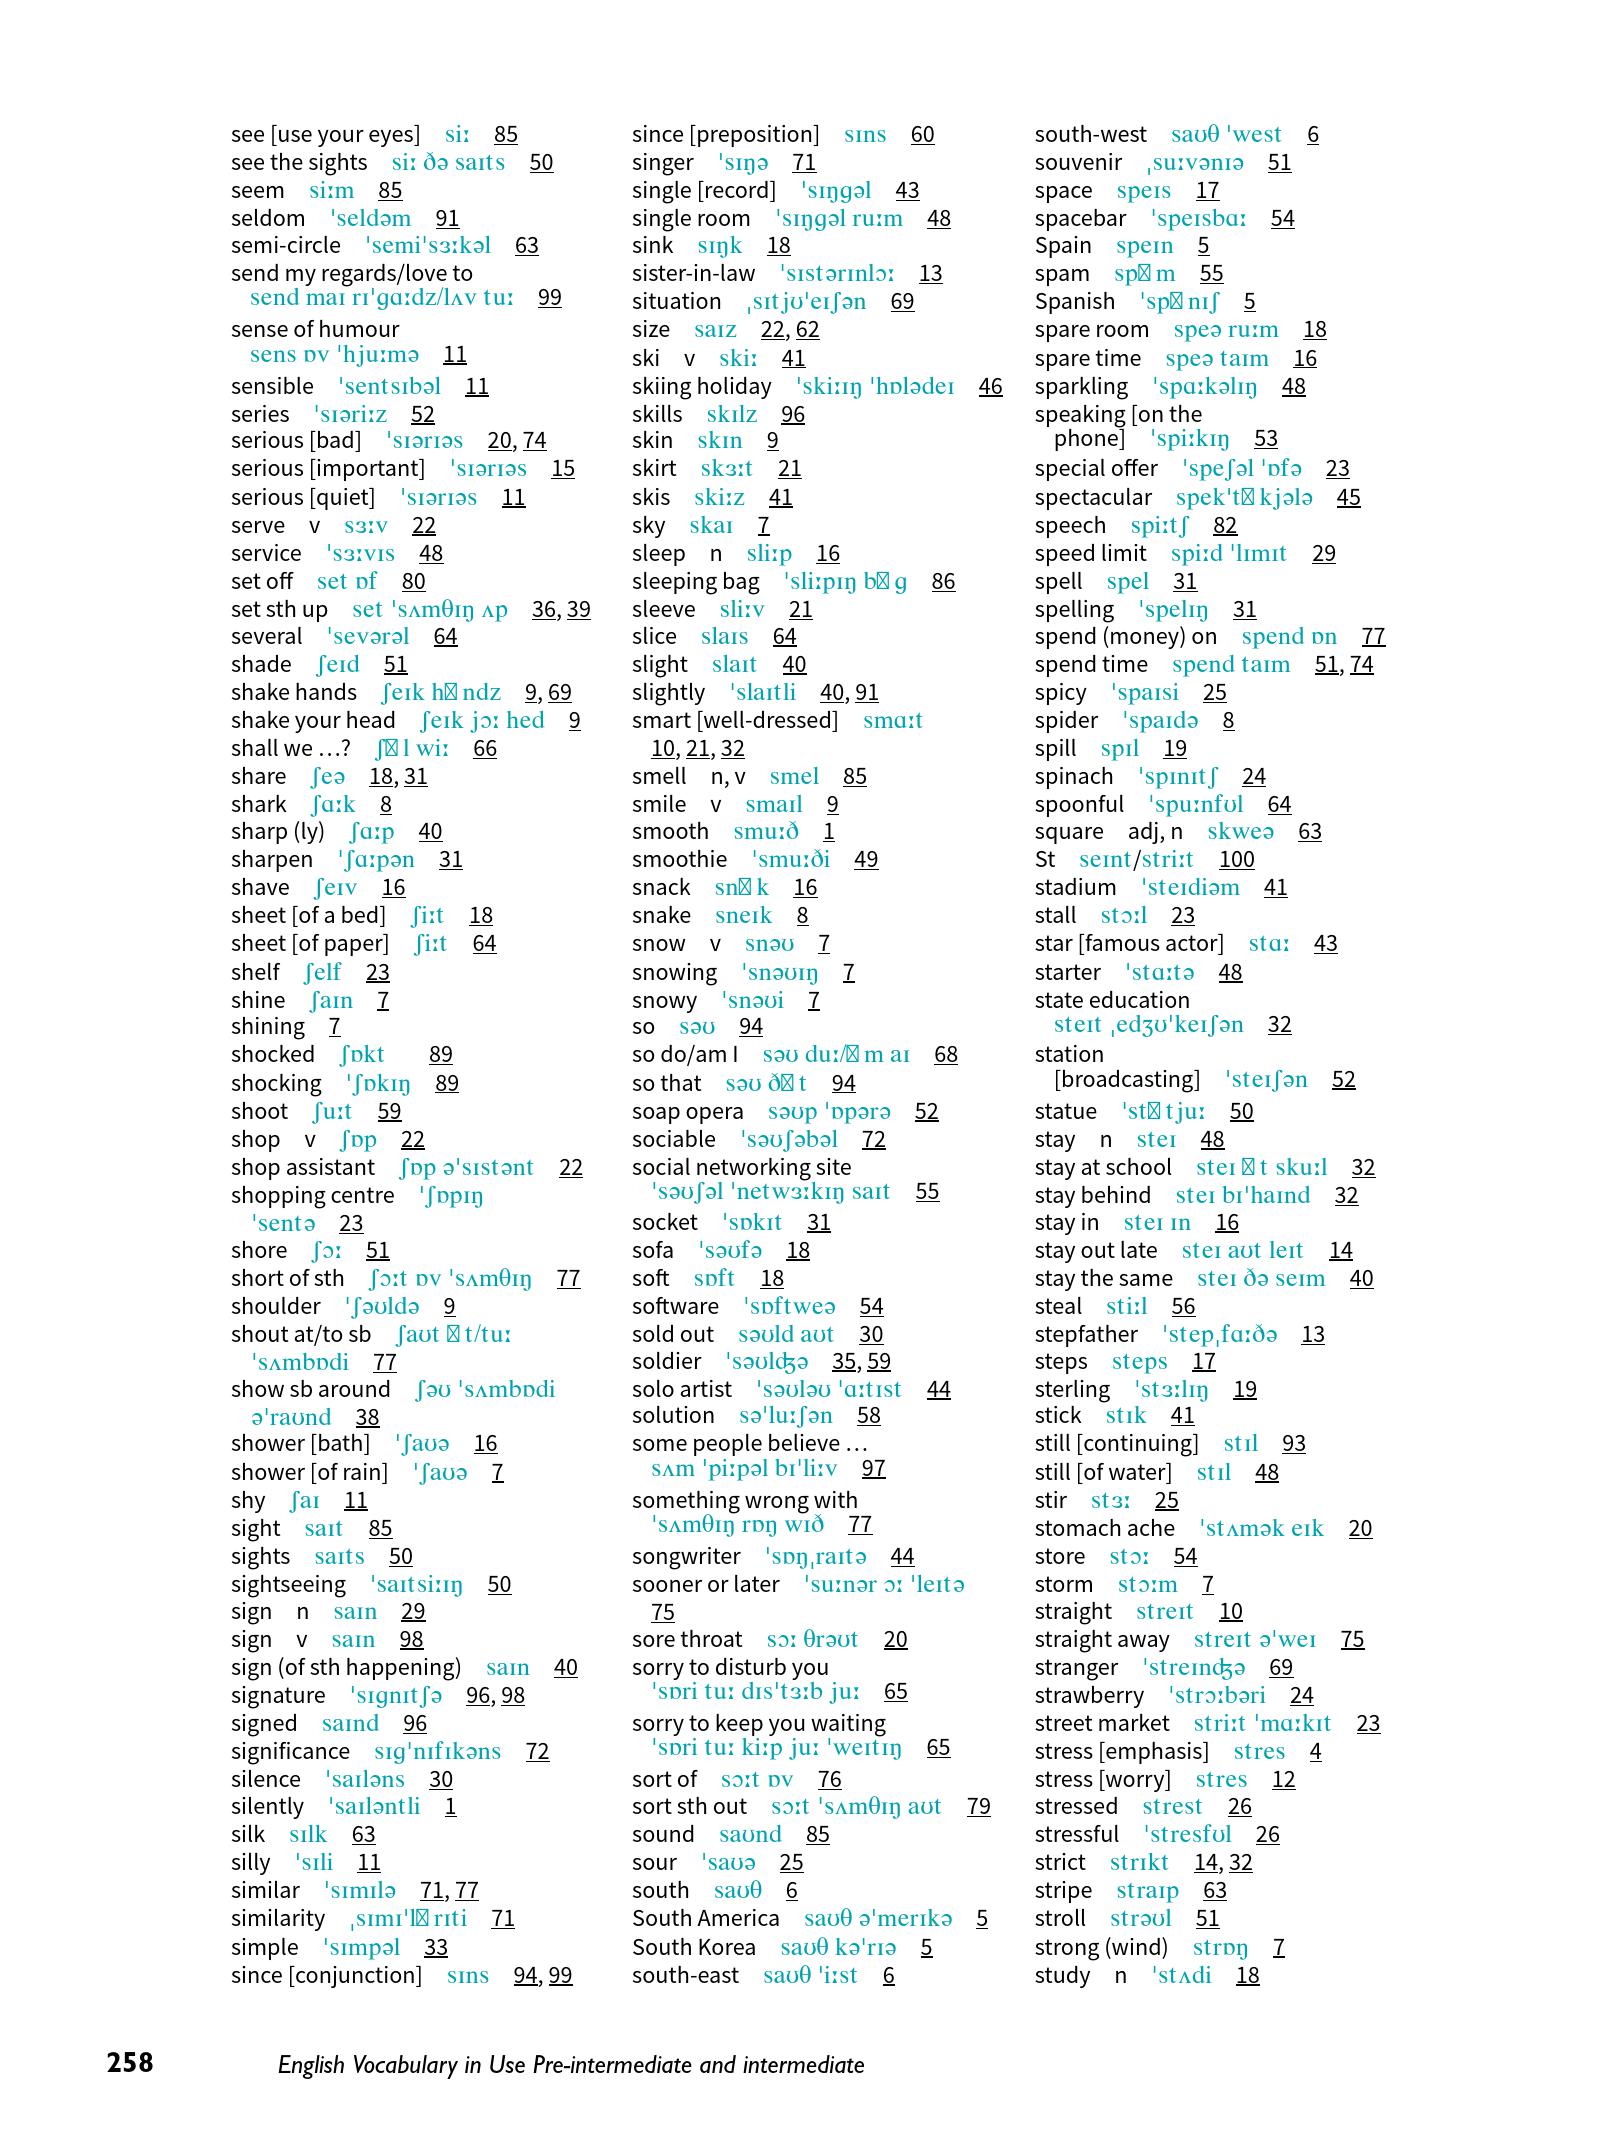 see [use your eyes] siː 85
see the sights siː ðə saɪts 50
seem siːm 85
seldom ˈseldəm 91
semi-circle ˈsemiˈsɜːkəl 63
send my regards/love to
send maɪ rɪˈɡɑːdz/lʌv tuː 99
sense of humour
sens ɒv ˈhjuːmə 11
sensible ˈsentsɪbəl 11
series ˈsɪəriːz 52
serious [bad] ˈsɪərɪəs 20, 74
serious [important] ˈsɪərɪəs 15
serious [quiet] ˈsɪərɪəs 11
serve v sɜːv 22
service ˈsɜːvɪs 48
set off set ɒf 80
set sth up set ˈsʌmθɪŋ ʌp 36, 39
several ˈsevərəl 64
shade ʃeɪd 51
shake hands ʃeɪk h▯ndz 9, 69
shake your head ʃeɪk jɔː hed 9
shall we …? ʃ▯l wiː 66
share ʃeə 18, 31
shark ʃɑːk 8
sharp (ly) ʃɑːp 40
sharpen ˈʃɑːpən 31
shave ʃeɪv 16
sheet [of a bed] ʃiːt 18
sheet [of paper] ʃiːt 64
shelf ʃelf 23
shine ʃaɪn 7
shining 7
shocked ʃɒkt 89
shocking ˈʃɒkɪŋ 89
shoot ʃuːt 59
shop v ʃɒp 22
shop assistant ʃɒp əˈsɪstənt 22
shopping centre ˈʃɒpɪŋ
ˈsentə 23
shore ʃɔː 51
short of sth ʃɔːt ɒv ˈsʌmθɪŋ 77
shoulder ˈʃəʊldə 9
shout at/to sb ʃaʊt ▯t/tuː
ˈsʌmbɒdi 77
show sb around ʃəʊ ˈsʌmbɒdi
əˈraʊnd 38
shower [bath] ˈʃaʊə 16
shower [of rain] ˈʃaʊə 7
shy ʃaɪ 11
sight saɪt 85
sights saɪts 50
sightseeing ˈsaɪtsiːɪŋ 50
sign n saɪn 29
sign v saɪn 98
sign (of sth happening) saɪn 40
signature ˈsɪɡnɪtʃə 96, 98
signed saɪnd 96
significance sɪɡˈnɪfɪkəns 72
silence ˈsaɪləns 30
silently ˈsaɪləntli 1
silk sɪlk 63
silly ˈsɪli 11
similar ˈsɪmɪlə 71, 77
similarity ˌsɪmɪˈl▯rɪti 71
simple ˈsɪmpəl 33
since [conjunction] sɪns 94, 99
since [preposition] sɪns 60
singer ˈsɪŋə 71
single [record] ˈsɪŋɡəl 43
single room ˈsɪŋɡəl ruːm 48
sink sɪŋk 18
sister-in-law ˈsɪstərɪnlɔː 13
situation ˌsɪtjʊˈeɪʃən 69
size saɪz 22, 62
ski v skiː 41
skiing holiday ˈskiːɪŋ ˈhɒlədeɪ 46
skills skɪlz 96
skin skɪn 9
skirt skɜːt 21
skis skiːz 41
sky skaɪ 7
sleep n sliːp 16
sleeping bag ˈsliːpɪŋ b▯ɡ 86
sleeve sliːv 21
slice slaɪs 64
slight slaɪt 40
slightly ˈslaɪtli 40, 91
smart [well-dressed] smɑːt
10, 21, 32
smell n, v smel 85
smile v smaɪl 9
smooth smuːð 1
smoothie ˈsmuːði 49
snack sn▯k 16
snake sneɪk 8
snow v snəʊ 7
snowing ˈsnəʊɪŋ 7
snowy ˈsnəʊi 7
so səʊ 94
so do/am I səʊ duː/▯m aɪ 68
so that səʊ ð▯t 94
soap opera səʊp ˈɒpərə 52
sociable ˈsəʊʃəbəl 72
social networking site
ˈsəʊʃəl ˈnetwɜːkɪŋ saɪt 55
socket ˈsɒkɪt 31
sofa ˈsəʊfə 18
soft sɒft 18
software ˈsɒftweə 54
sold out səʊld aʊt 30
soldier ˈsəʊlʤə 35, 59
solo artist ˈsəʊləʊ ˈɑːtɪst 44
solution səˈluːʃən 58
some people believe …
sʌm ˈpiːpəl bɪˈliːv 97
something wrong with
ˈsʌmθɪŋ rɒŋ wɪð 77
songwriter ˈsɒŋˌraɪtə 44
sooner or later ˈsuːnər ɔː ˈleɪtə
75
sore throat sɔː θrəʊt 20
sorry to disturb you
ˈsɒri tuː dɪsˈtɜːb juː 65
sorry to keep you waiting
ˈsɒri tuː kiːp juː ˈweɪtɪŋ 65
sort of sɔːt ɒv 76
sort sth out sɔːt ˈsʌmθɪŋ aʊt 79
sound saʊnd 85
sour ˈsaʊə 25
south saʊθ 6
South America saʊθ əˈmerɪkə 5
South Korea saʊθ kəˈrɪə 5
south-east saʊθ ˈiːst 6
south-west saʊθ ˈwest 6
souvenir ˌsuːvənɪə 51
space speɪs 17
spacebar ˈspeɪsbɑː 54
Spain speɪn 5
spam sp▯m 55
Spanish ˈsp▯nɪʃ 5
spare room speə ruːm 18
spare time speə taɪm 16
sparkling ˈspɑːkəlɪŋ 48
speaking [on the
phone] ˈspiːkɪŋ 53
special offer ˈspeʃəl ˈɒfə 23
spectacular spekˈt▯kjələ 45
speech spiːtʃ 82
speed limit spiːd ˈlɪmɪt 29
spell spel 31
spelling ˈspelɪŋ 31
spend (money) on spend ɒn 77
spend time spend taɪm 51, 74
spicy ˈspaɪsi 25
spider ˈspaɪdə 8
spill spɪl 19
spinach ˈspɪnɪtʃ 24
spoonful ˈspuːnfʊl 64
square adj, n skweə 63
St seɪnt/striːt 100
stadium ˈsteɪdiəm 41
stall stɔːl 23
star [famous actor] stɑː 43
starter ˈstɑːtə 48
state education
steɪt ˌedʒʊˈkeɪʃən 32
station
[broadcasting] ˈsteɪʃən 52
statue ˈst▯tjuː 50
stay n steɪ 48
stay at school steɪ ▯t skuːl 32
stay behind steɪ bɪˈhaɪnd 32
stay in steɪ ɪn 16
stay out late steɪ aʊt leɪt 14
stay the same steɪ ðə seɪm 40
steal stiːl 56
stepfather ˈstepˌfɑːðə 13
steps steps 17
sterling ˈstɜːlɪŋ 19
stick stɪk 41
still [continuing] stɪl 93
still [of water] stɪl 48
stir stɜː 25
stomach ache ˈstʌmək eɪk 20
store stɔː 54
storm stɔːm 7
straight streɪt 10
straight away streɪt əˈweɪ 75
stranger ˈstreɪnʤə 69
strawberry ˈstrɔːbəri 24
street market striːt ˈmɑːkɪt 23
stress [emphasis] stres 4
stress [worry] stres 12
stressed strest 26
stressful ˈstresfʊl 26
strict strɪkt 14, 32
stripe straɪp 63
stroll strəʊl 51
strong (wind) strɒŋ 7
study n ˈstʌdi 18
258 English Vocabulary in Use Pre-intermediate and intermediate